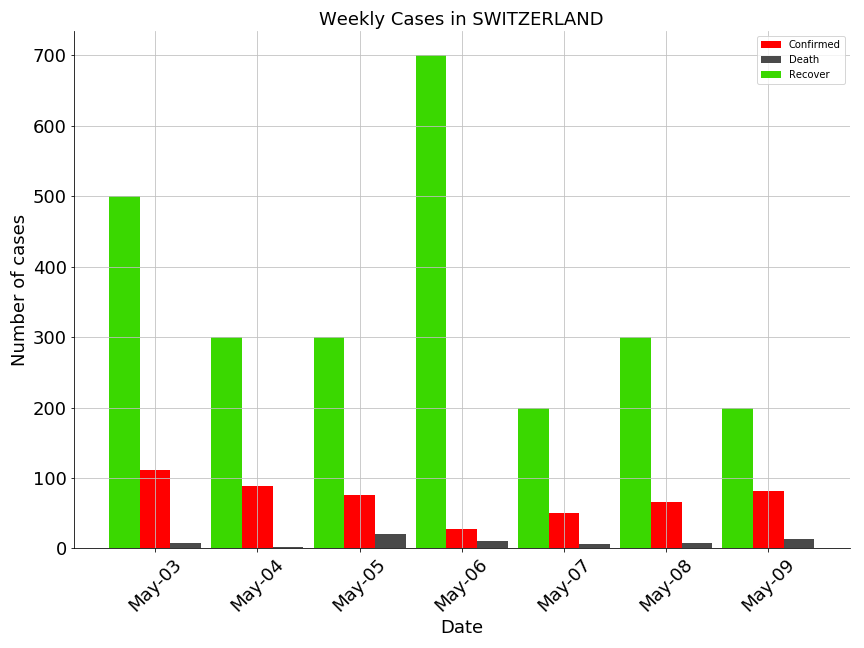 Weekly Cases in SWITZERLAND
Confirmed
Death
Recover
Number of cases
700
600
500
400
300
200
100
0
May-03
May-04
May-05
May-06
May-07
May-08
May-09
Date